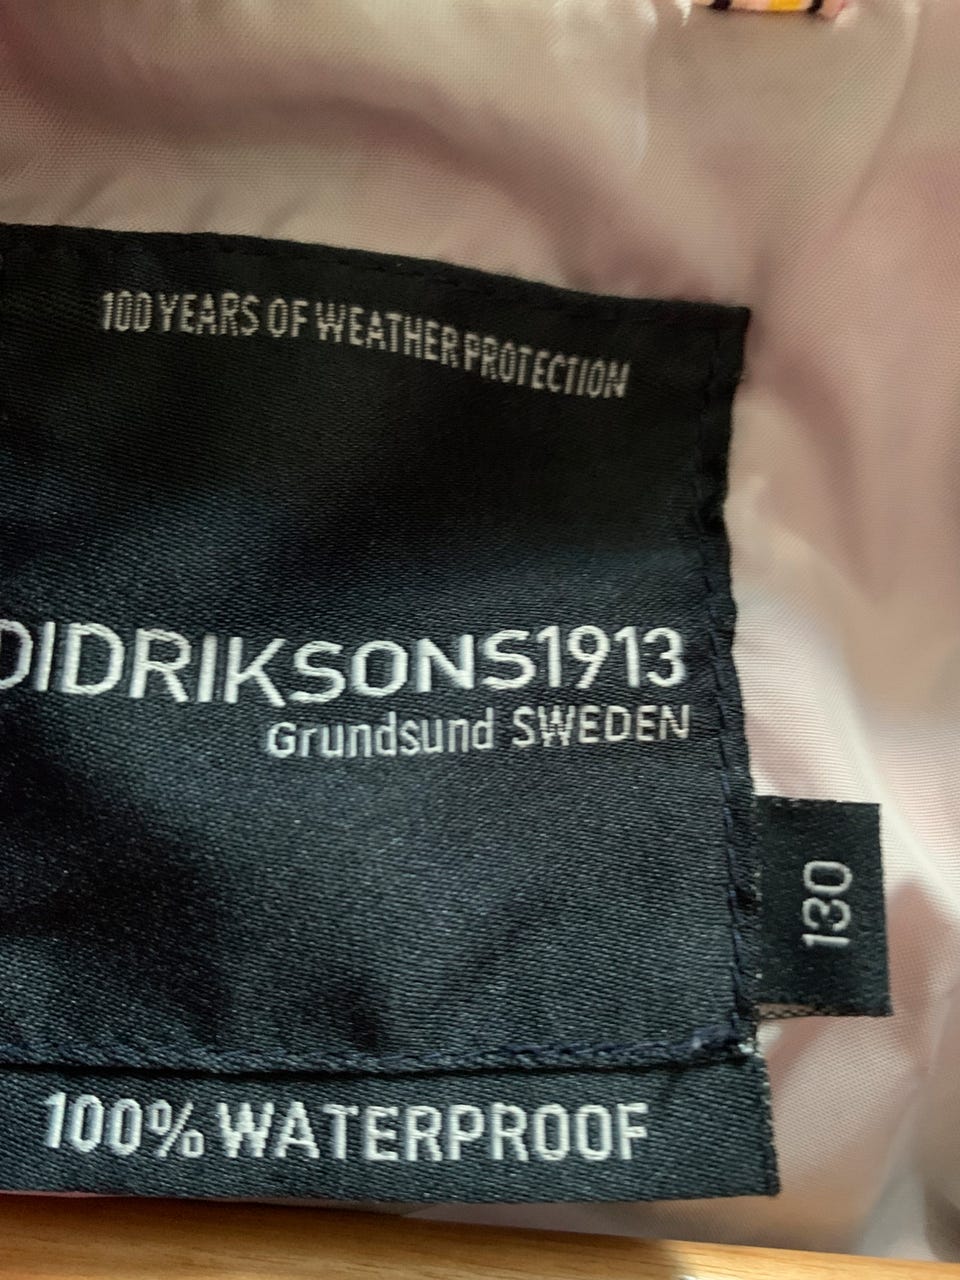 100 YEARS OF WEATHER PROTECTION
DIDRIKSONS1913
Grundsund SWEDEN
130
100% WATERPROOF